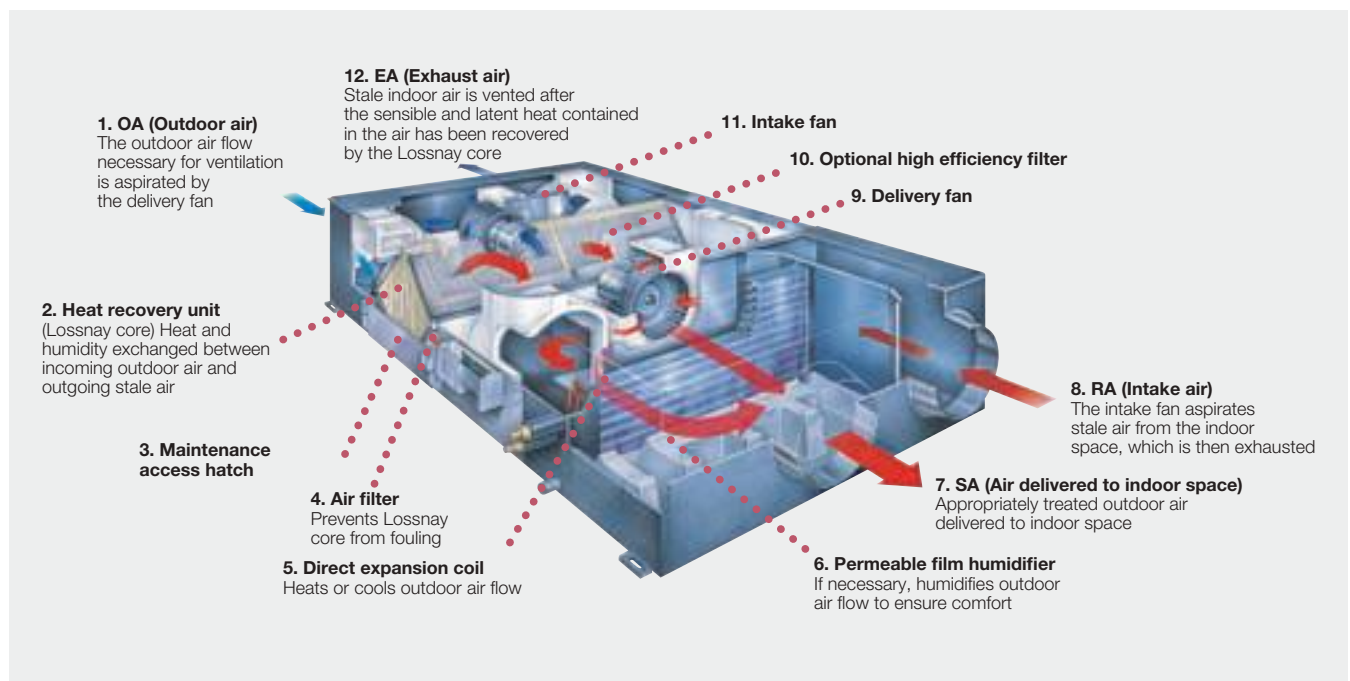 1. OA (Outdoor air)
The outdoor air flow
necessary for ventilation
is aspirated by
the delivery fan
2. Heat recovery unit
(Lossnay core) Heat and
humidity exchanged between
incoming outdoor air and
outgoing stale air
3. Maintenance
access hatch
4. Air filter
Prevents Lossnay
core from fouling
5. Direct expansion coil
Heats or cools outdoor air flow
6. Permeable film humidifier
If necessary, humidifies outdoor
air flow to ensure comfort
7. SA (Air delivered to indoor space)
Appropriately treated outdoor air
delivered to indoor space
8. RA (Intake air)
The intake fan aspirates
stale air from the indoor
space, which is then exhausted
9. Delivery fan
10. Optional high efficiency filter
11. Intake fan
12. EA (Exhaust air)
Stale indoor air is vented after
the sensible and latent heat contained
in the air has been recovered
by the Lossnay core